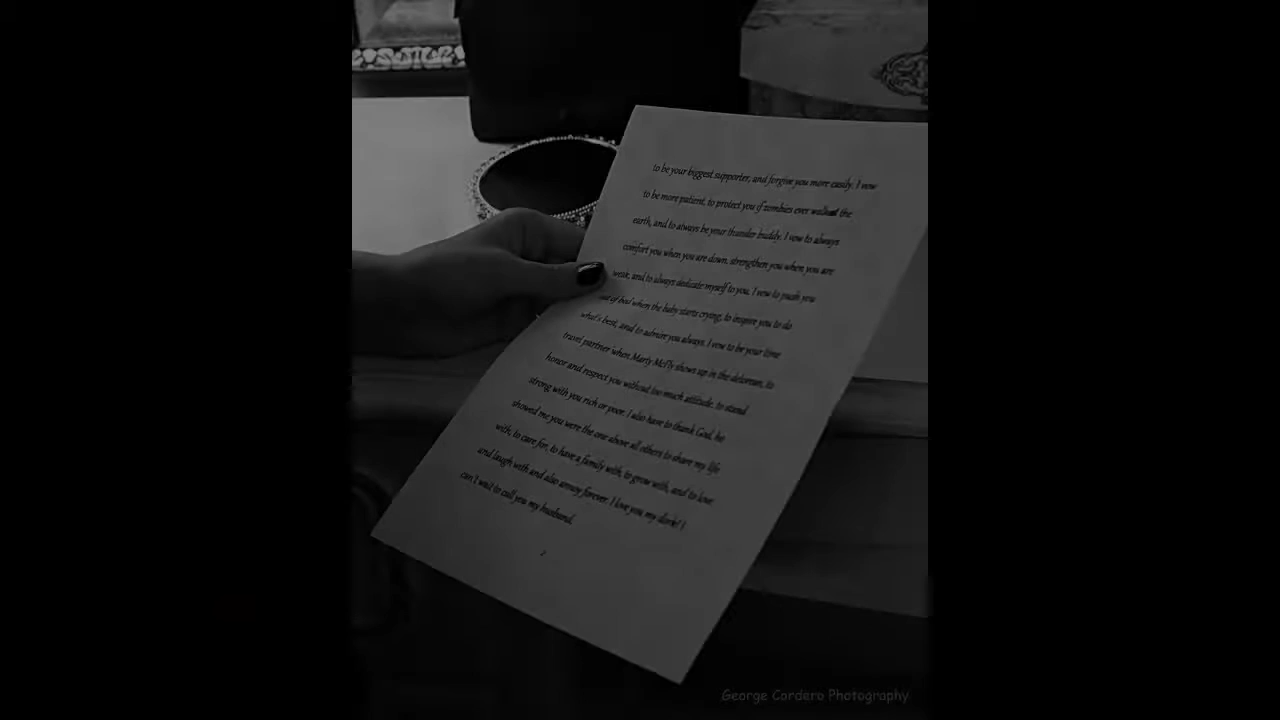 to be your biggest supporter, and forgive you more easily. I vow
to be more patient, to protect you if zombies ever walked the
earth, and to always be your thunder buddy. I vow to always
comfort you when you are down, strengthen you when you are
weak, and to always dedicate myself to you. I vow to push you
out of bed when the baby starts crying, to inspire you to do
what's best, and to admire you always. I vow to be your time
travel partner when Marty McFly shows up in the delorean, to
honor and respect you without too much attitude, to stand
strong with you rich or poor. I also have to thank God, he
showed me you were the one above all others to share my life
with, to care for, to have a family with, to grow with, and to love
and laugh with and also annoy forever. I love you my dork! I
can't wait to call you my husband.
2
George Cordero Photography